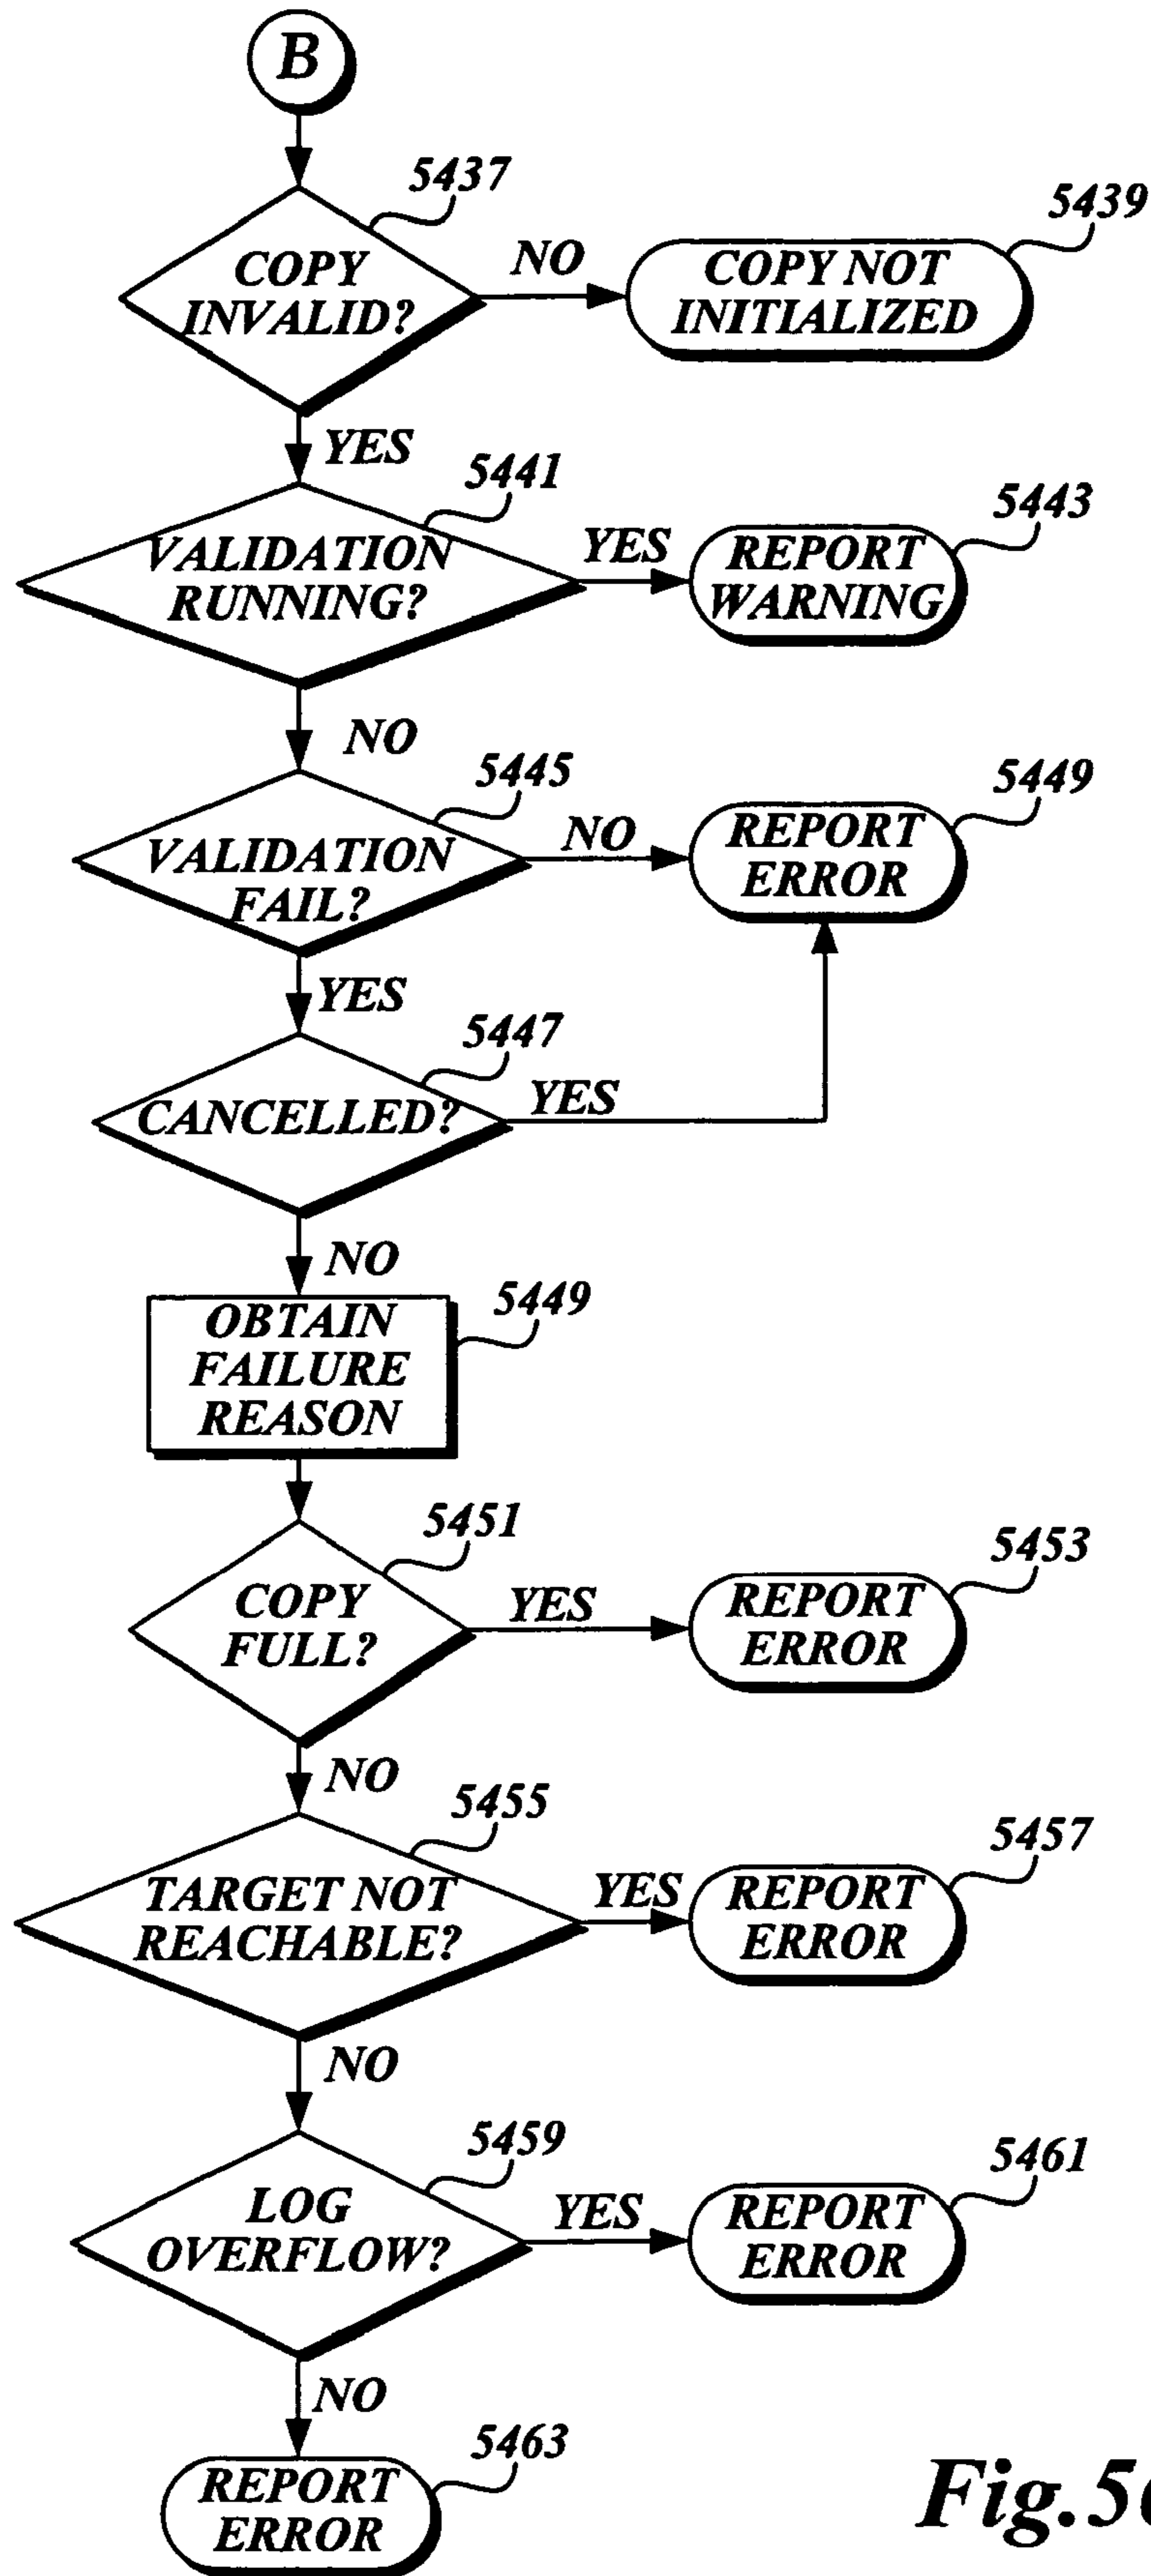 B
5437
COPY
INVALID?
NO
5439
COPY NOT
INITIALIZED
YES
5441
VALIDATION
RUNNING?
YES
5443
REPORT
WARNING
NO
5445
VALIDATION
FAIL?
NO
5449
REPORT
ERROR
YES
5447
CANCELLED?
YES
NO
5449
OBTAIN
FAILURE
REASON
5451
COPY
FULL?
YES
5453
REPORT
ERROR
NO
5455
TARGET NOT
REACHABLE?
YES
5457
REPORT
ERROR
NO
5459
LOG
OVERFLOW?
YES
5461
REPORT
ERROR
NO
5463
REPORT
ERROR
Fig.5